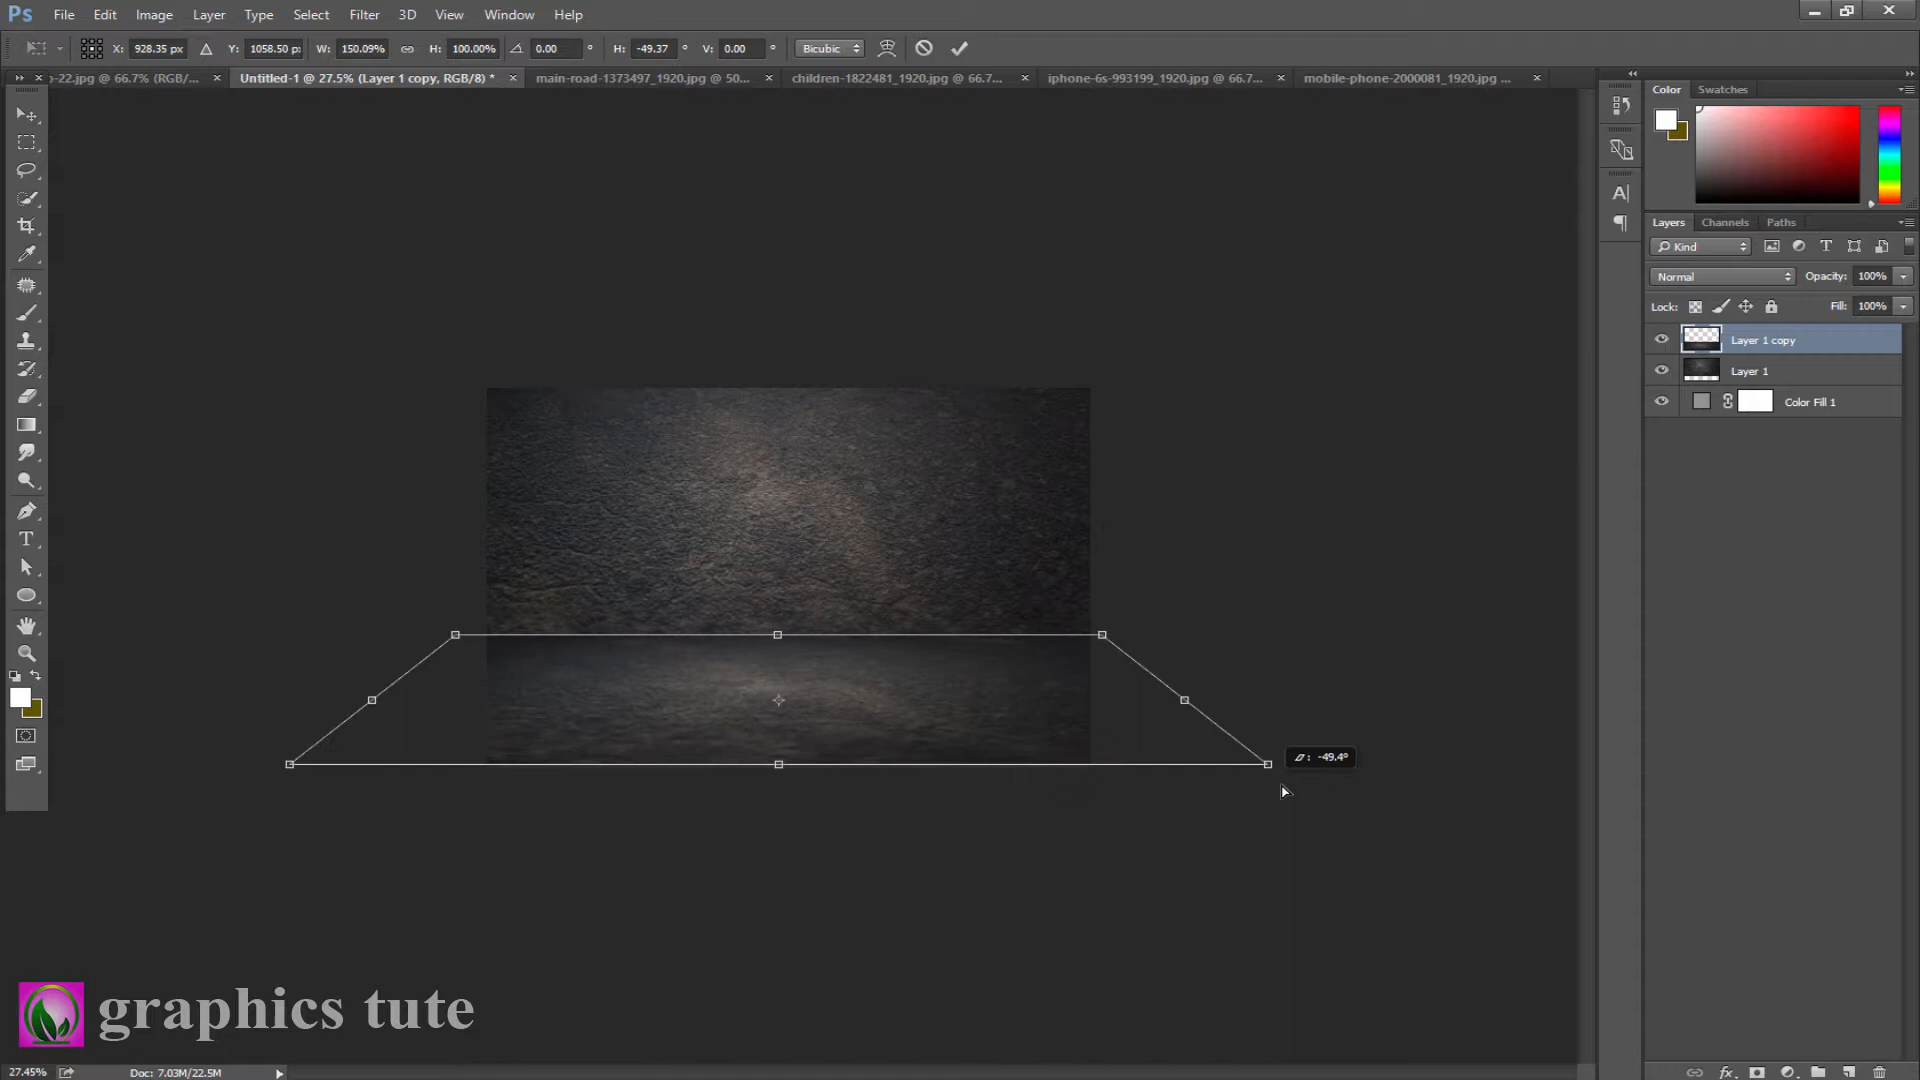 Ps File Edit Image Layer Type Select Filter 3D View Window Help
X: 928.35 px Y: 1058.50 p: W: 150.09% H: 100.00% 0.00 ° H: -49.37 ° V: 0.00 ° Bicubic
o-22.jpg @ 66.7% (RGB/... × Untitled-1 @ 27.5% (Layer 1 copy, RGB/8) * × main-road-1373497_1920.jpg @ 50... × children-1822481_1920.jpg @ 66.7... × iphone-6s-993199_1920.jpg @ 66.7... × mobile-phone-2000081_1920.jpg ... ×
Color Swatches
Layers Channels Paths
Kind
Normal Opacity: 100%
Lock: Fill: 100%
Layer 1 copy
Layer 1
Color Fill 1
-49.4°
graphics tute
27.45% Doc: 7.03M/22.5M